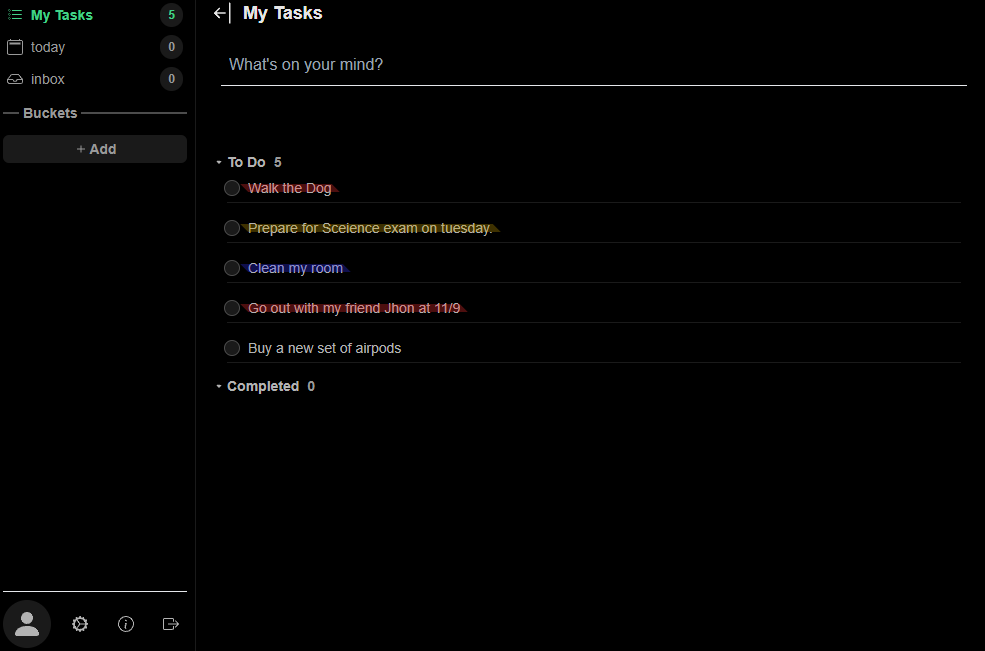 My Tasks 5
today 0
inbox 0
Buckets
+ Add
My Tasks
What's on your mind?
To Do 5
Walk the Dog
Prepare for Sceience exam on tuesday.
Clean my room
Go out with my friend Jhon at 11/9
Buy a new set of airpods
Completed 0